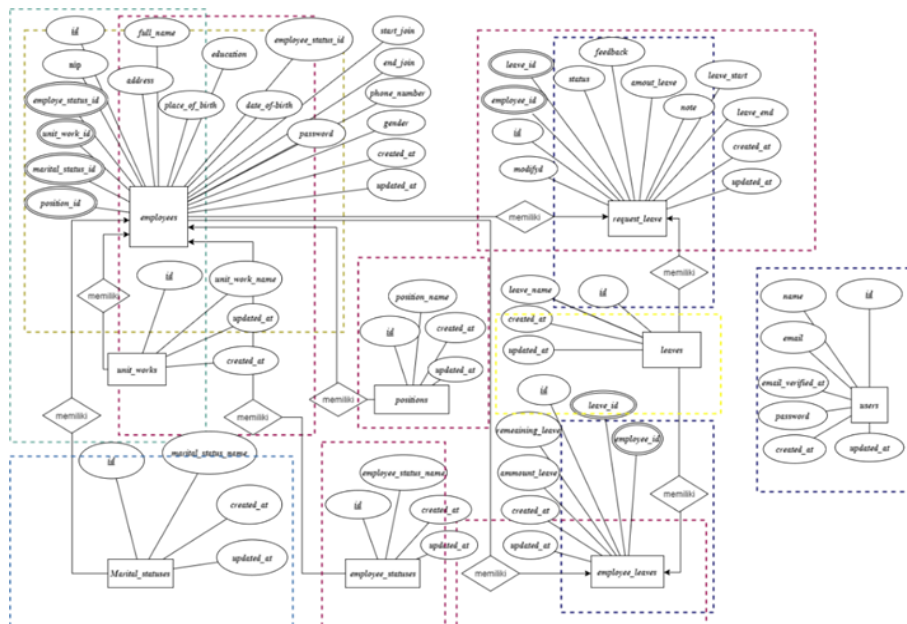 id
full_name
employee_status_id
start_join
nip
education
end_join
address
phone_number
employe_status_id
place_of_birth
date_of-birth
gender
unit_work_id
password
created_at
marital_status_id
updated_at
position_id
employees
memiliki
feedback
leave_id
status
amout_leave
leave_start
employee_id
note
leave_end
id
created_at
modifyd
updated_at
request_leave
memiliki
memiliki
id
unit_work_name
updated_at
created_at
unit_works
memiliki
position_name
id
created_at
updated_at
positions
memiliki
leave_name
id
created_at
updated_at
leaves
name
id
email
email_verified_at
password
users
created_at
updated_at
memiliki
memiliki
marital_status_name
id
created_at
updated_at
Marital_statuses
employee_status_name
id
created_at
updated_at
employee_statuses
id
leave_id
employee_id
remeaining_leave
ammount_leave
created_at
updated_at
employee_leaves
memiliki
memiliki